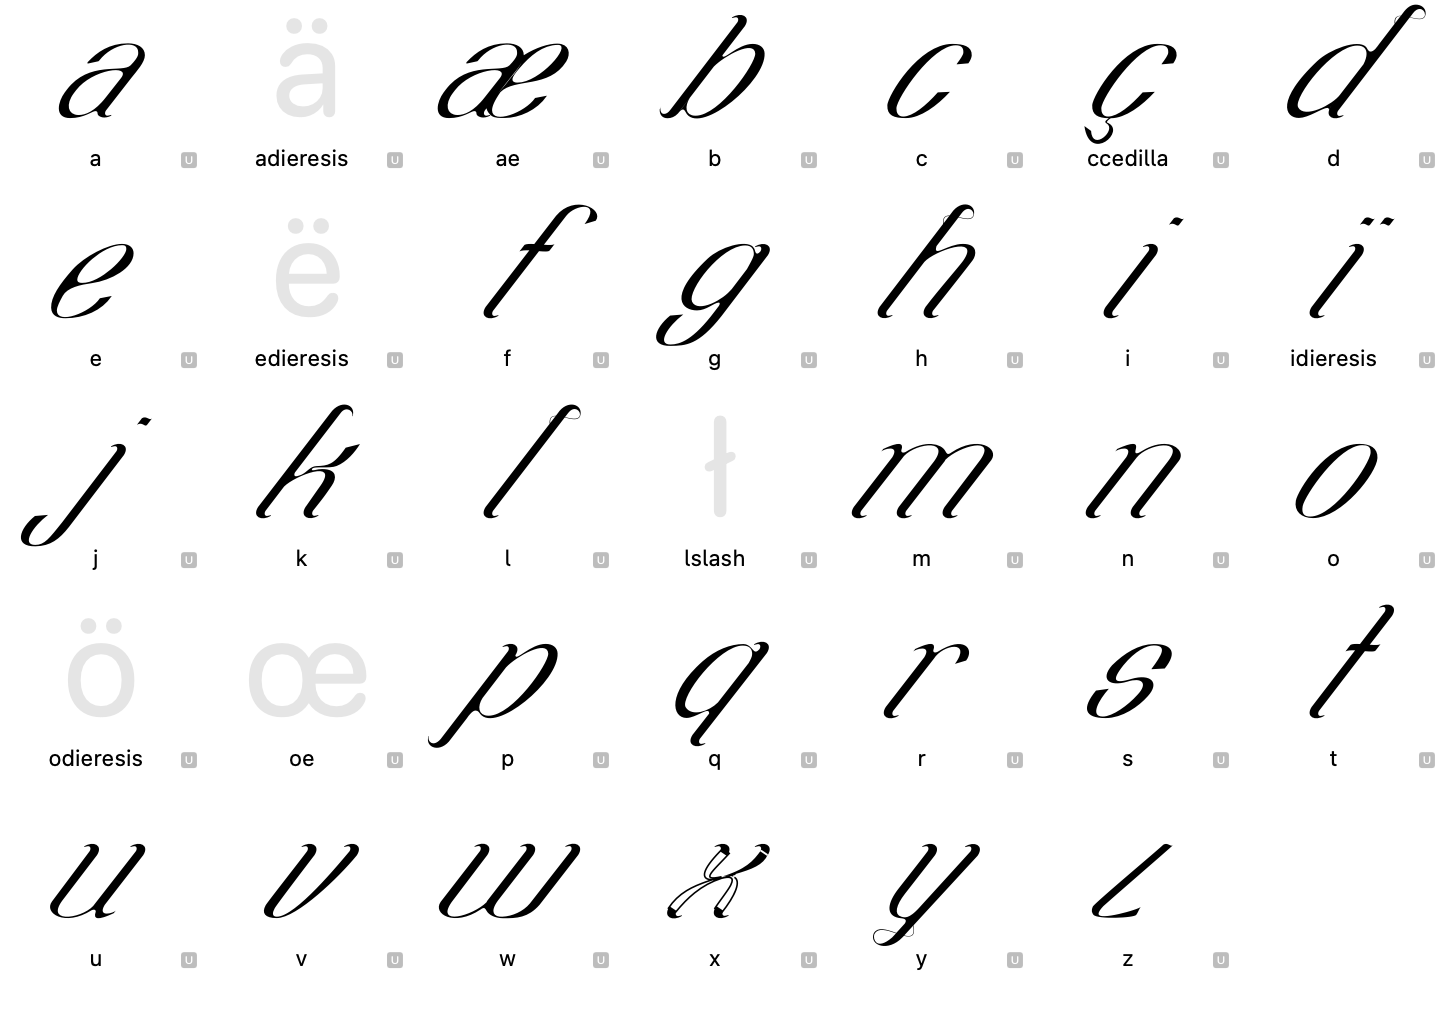 a ä æ b c ç d
a U adieresis U ae U b U c U ccedilla U d U
e ë f g h i ï
e U edieresis U f U g U h U i U idieresis U
j k l ł m n o
j U k U l U lslash U m U n U o U
ö œ p q r s t
odieresis U oe U p U q U r U s U t U
u v w x y z
u U v U w U x U y U z U